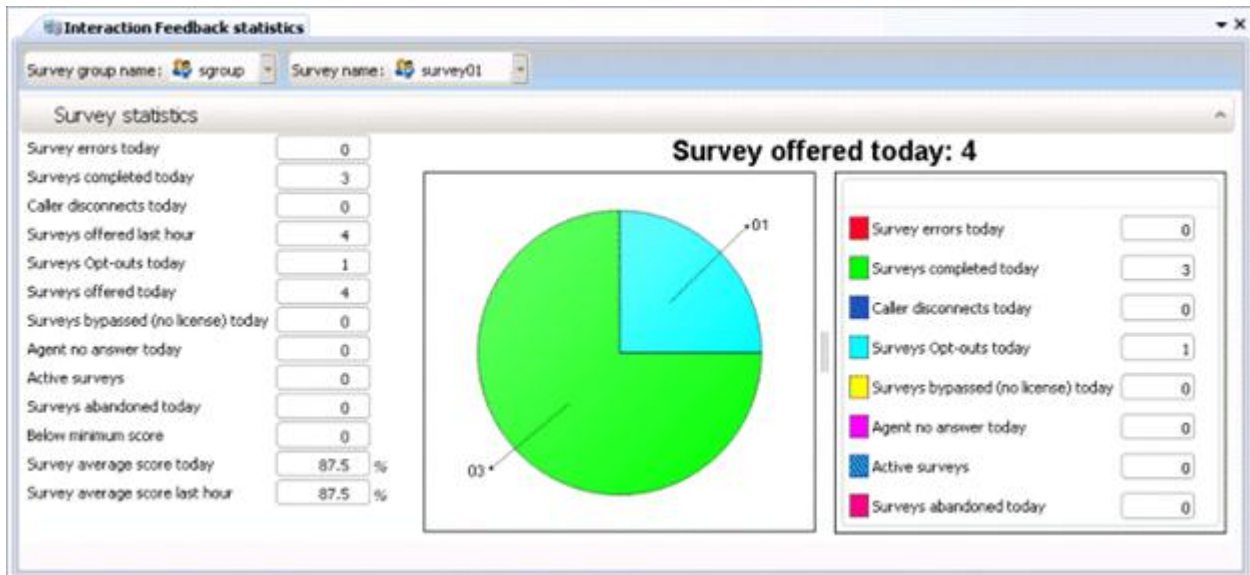 Interaction Feedback statistics
Survey group name: sgroup Survey name: survey01
Survey statistics
Survey errors today 0
Surveys completed today 3
Caller disconnects today 0
Surveys offered last hour 4
Surveys Opt-outs today 1
Surveys offered today 4
Surveys bypassed (no license) today 0
Agent no answer today 0
Active surveys 0
Surveys abandoned today 0
Below minimum score 0
Survey average score today 87.5 %
Survey average score last hour 87.5 %
Survey offered today: 4
01
03
Survey errors today 0
Surveys completed today 3
Caller disconnects today 0
Surveys Opt-outs today 1
Surveys bypassed (no license) today 0
Agent no answer today 0
Active surveys 0
Surveys abandoned today 0